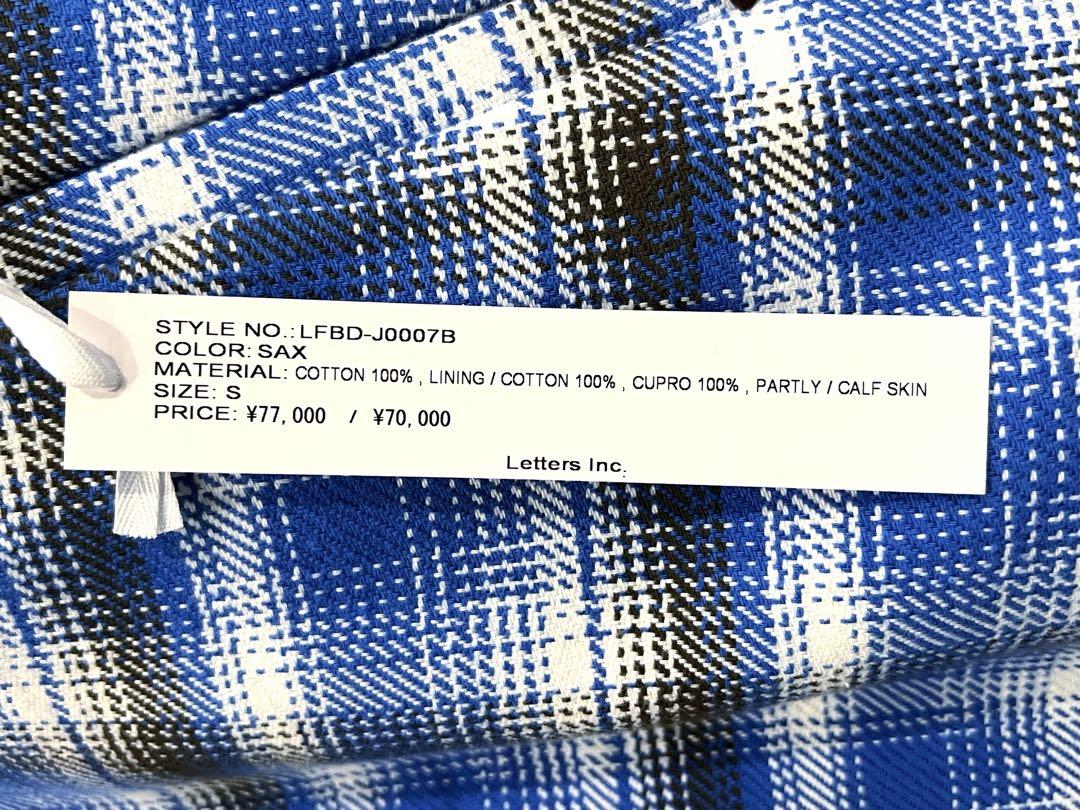 STYLE NO.:LFBD-J0007B
COLOR: SAX
MATERIAL: COTTON 100% , LINING / COTTON 100% , CUPRO 100% , PARTLY / CALF SKIN
SIZE: S
PRICE: ¥77,000 / ¥70,000
Letters Inc.